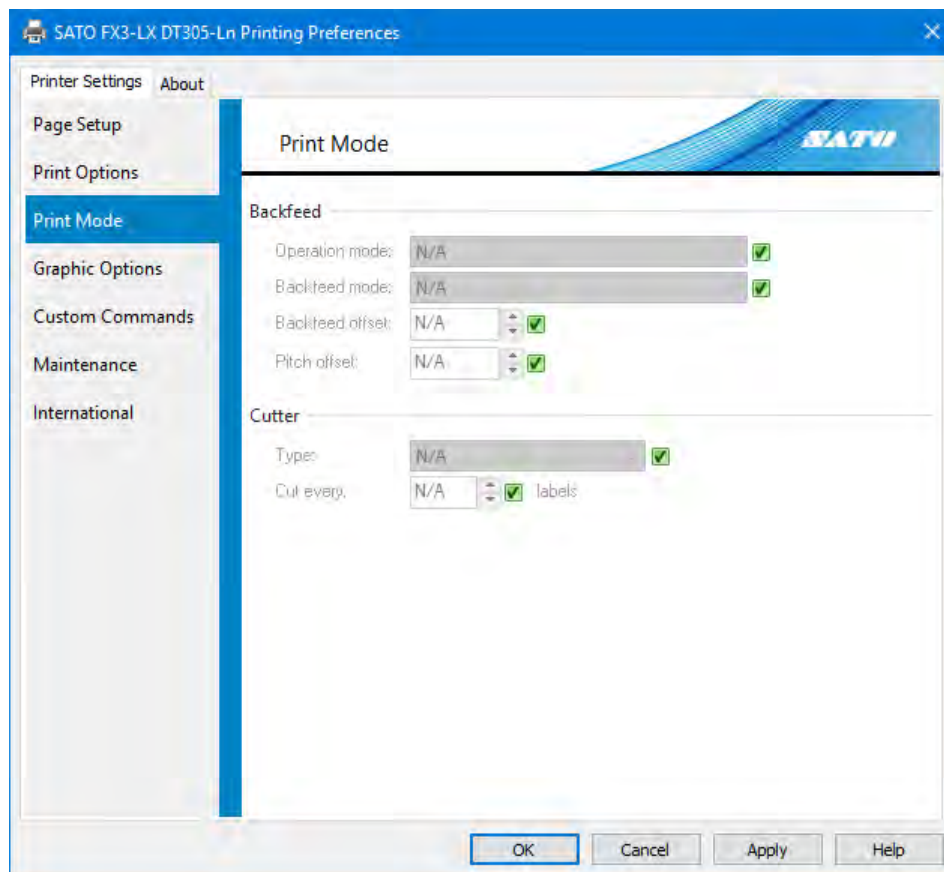 SATO FX3-LX DT305-Ln Printing Preferences
Printer Settings About
Page Setup
Print Options
Print Mode
Graphic Options
Custom Commands
Maintenance
International
Print Mode
SATO
Backfeed
Operation mode: N/A
Backfeed mode: N/A
Backfeed offset: N/A
Pitch offset: N/A
Cutter
Type: N/A
Cut every: N/A labels
OK Cancel Apply Help